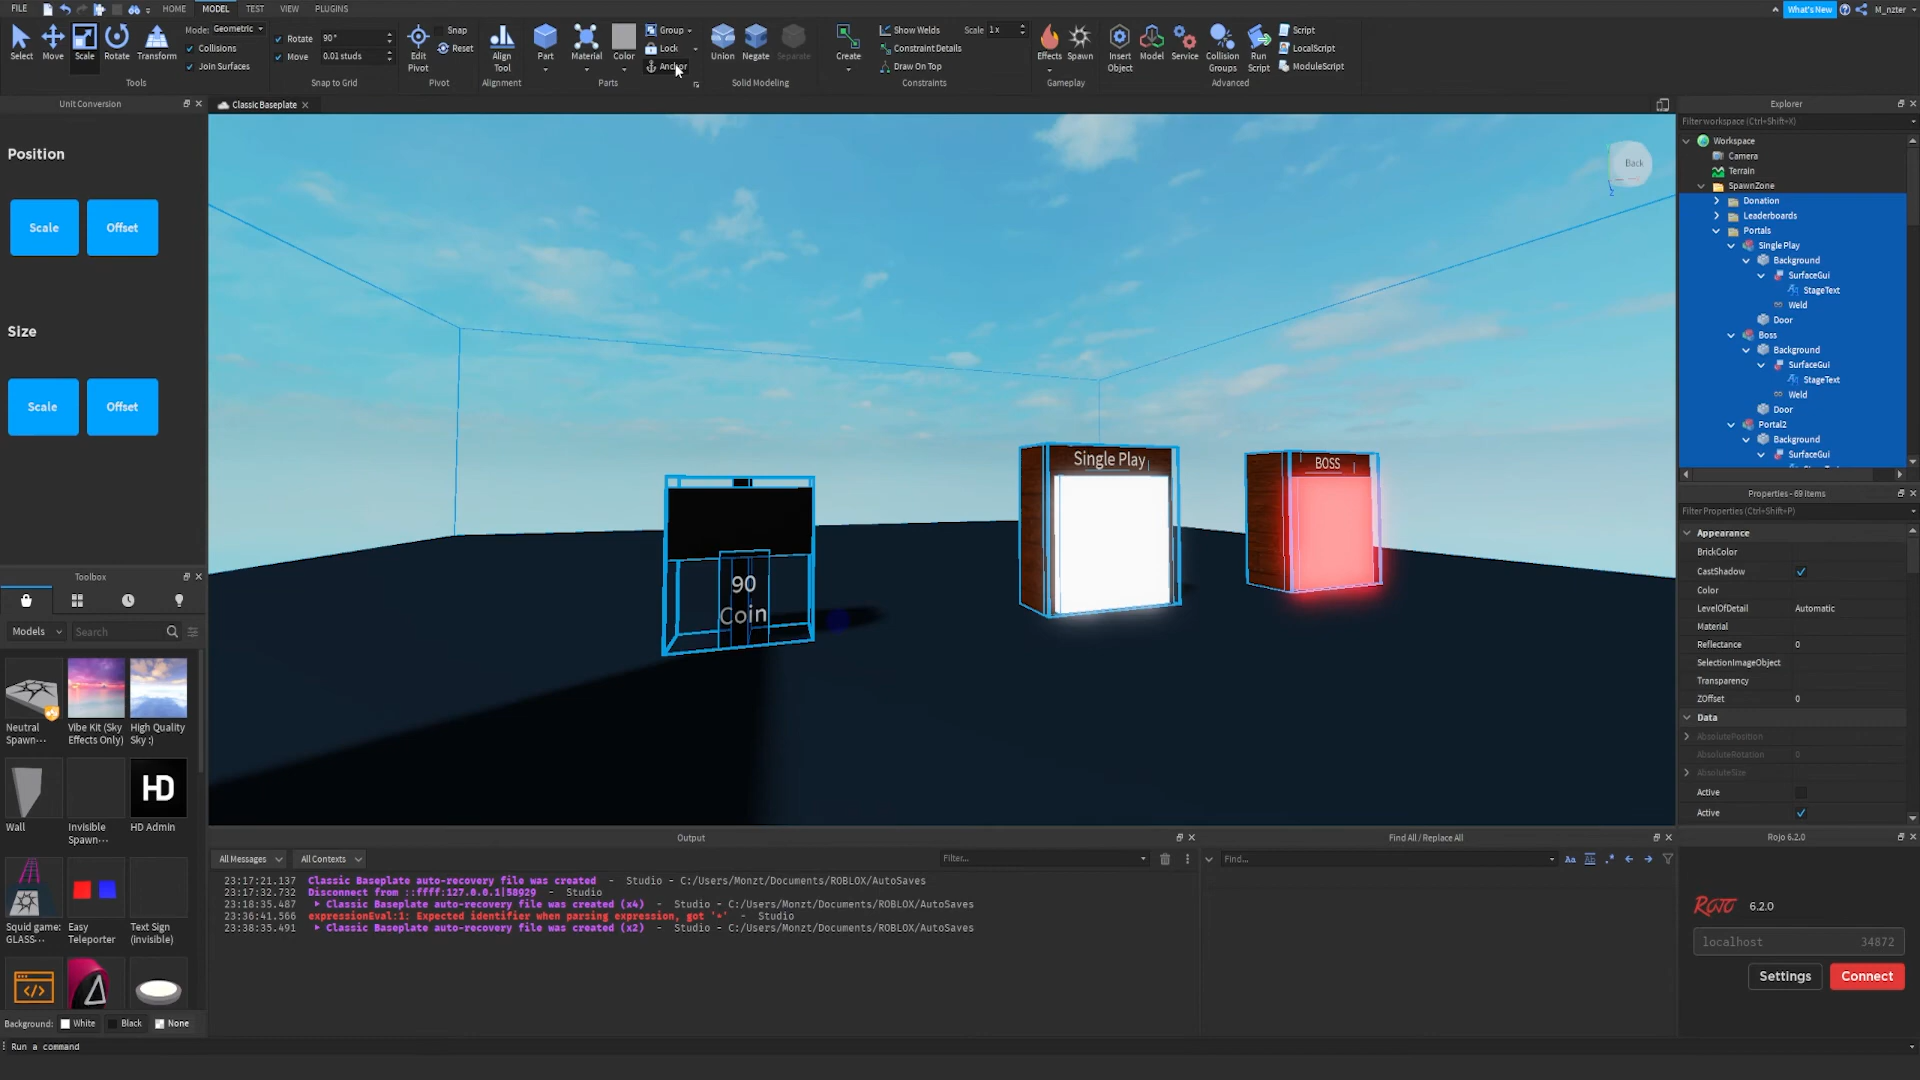 FILE
HOME
MODEL
TEST
VIEW
PLUGINS
What's New
M_nzter
Select
Move
Scale
Rotate
Transform
Mode: Geometric
Collisions
Join Surfaces
Tools
Rotate 90°
Move 0.01 studs
Snap to Grid
Edit Pivot
Snap
Reset
Pivot
Align Tool
Alignment
Part
Material
Color
Group
Lock
Anchor
Parts
Union
Negate
Separate
Solid Modeling
Create
Show Welds
Constraint Details
Draw On Top
Scale 1x
Constraints
Effects
Spawn
Gameplay
Insert Object
Model
Service
Collision Groups
Run Script
Script
LocalScript
ModuleScript
Advanced
Unit Conversion
Position
Scale
Offset
Size
Scale
Offset
Classic Baseplate
Back
Single Play
BOSS
90
Coin
Toolbox
Models
Search
Neutral Spawn...
Vibe Kit (Sky Effects Only)
High Quality Sky :)
Wall
Invisible Spawn...
HD
HD Admin
Squid game: GLASS...
Easy Teleporter
Text Sign (invisible)
Background: White Black None
Run a command
Output
All Messages
All Contexts
Filter...
23:17:21.137 Classic Baseplate auto-recovery file was created - Studio - C:/Users/Monzt/Documents/ROBLOX/AutoSaves
23:17:32.732 Disconnect from ::ffff:127.0.0.1|58929 - Studio
23:18:35.487 Classic Baseplate auto-recovery file was created (x4) - Studio - C:/Users/Monzt/Documents/ROBLOX/AutoSaves
23:36:41.566 expressionEval:1: Expected identifier when parsing expression, got '*' - Studio
23:38:35.491 Classic Baseplate auto-recovery file was created (x2) - Studio - C:/Users/Monzt/Documents/ROBLOX/AutoSaves
Find All / Replace All
Find...
Aa
Ab
Explorer
Filter workspace (Ctrl+Shift+X)
Workspace
Camera
Terrain
SpawnZone
Donation
Leaderboards
Portals
Single Play
Background
SurfaceGui
StageText
Weld
Door
Boss
Background
SurfaceGui
StageText
Weld
Door
Portal2
Background
SurfaceGui
Properties - 69 items
Filter Properties (Ctrl+Shift+P)
Appearance
BrickColor
CastShadow
Color
LevelOfDetail Automatic
Material
Reflectance 0
SelectionImageObject
Transparency
ZOffset 0
Data
AbsolutePosition
AbsoluteRotation 0
AbsoluteSize
Active
Active
Rojo 6.2.0
ROJO 6.2.0
localhost 34872
Settings
Connect